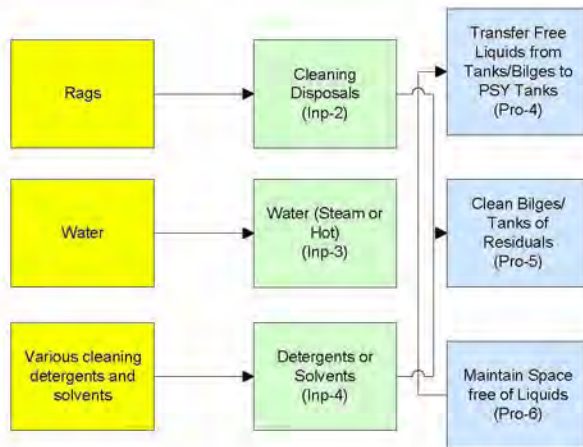 Rags
Cleaning
Disposals
(Inp-2)
Transfer Free
Liquids from
Tanks/Bilges to
PSY Tanks
(Pro-4)
Water
Water (Steam or
Hot)
(Inp-3)
Clean Bilges/
Tanks of
Residuals
(Pro-5)
Various cleaning
detergents and
solvents
Detergents or
Solvents
(Inp-4)
Maintain Space
free of Liquids
(Pro-6)